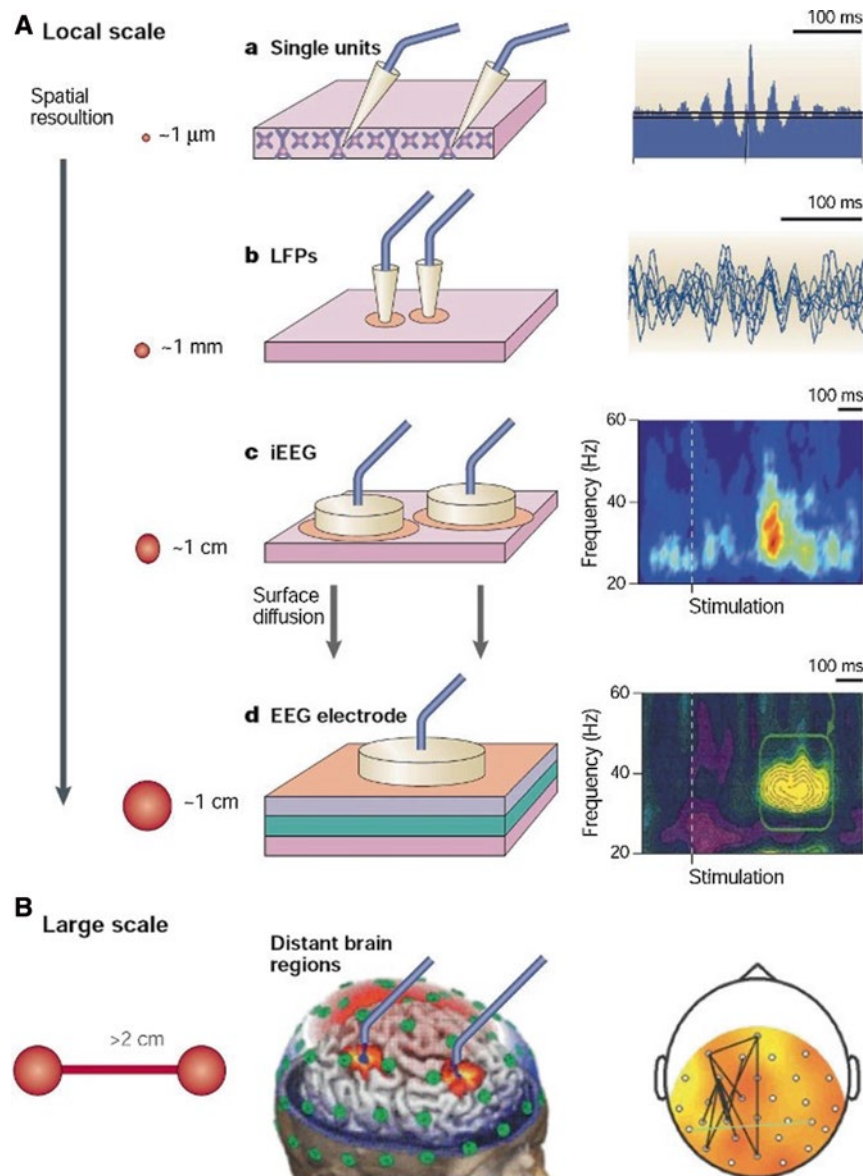 A Local scale
Spatial
resoultion
~1 μm
a Single units
100 ms
~1 mm
b LFPs
100 ms
~1 cm
c iEEG
100 ms
60
40
20
Frequency (Hz)
Stimulation
Surface
diffusion
~1 cm
d EEG electrode
100 ms
60
40
20
Frequency (Hz)
Stimulation
B Large scale
>2 cm
Distant brain
regions